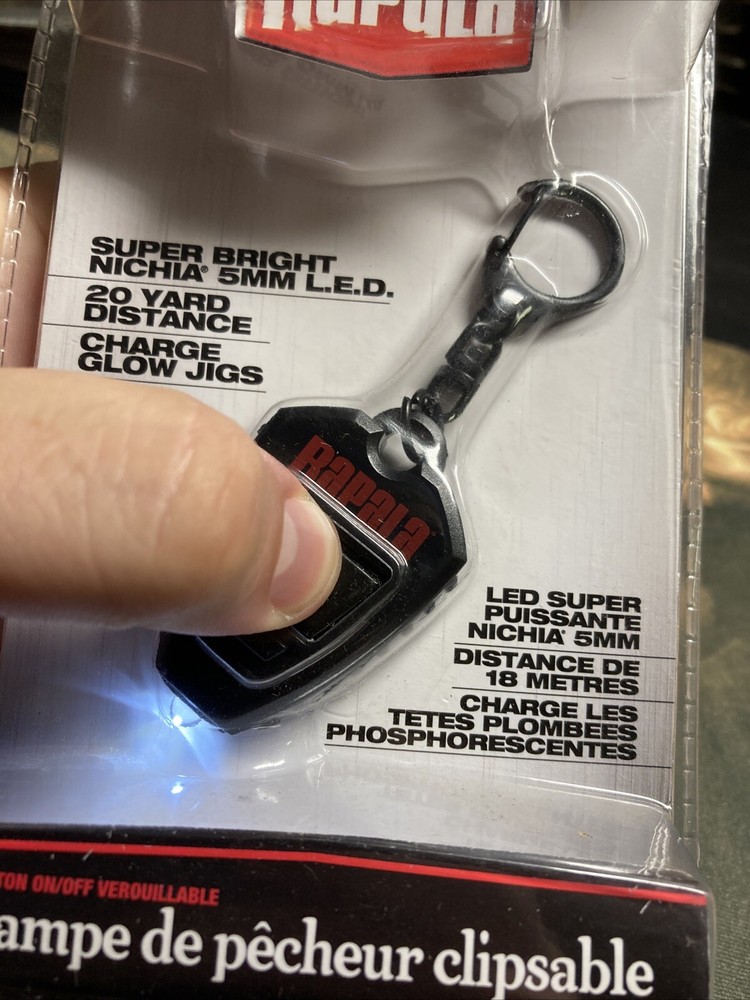 RAPALA
SUPER BRIGHT
NICHIA® 5MM L.E.D.
20 YARD
DISTANCE
CHARGE
GLOW JIGS
RAPALA
LED SUPER
PUISSANTE
NICHIA® 5MM
DISTANCE DE
18 METRES
CHARGE LES
TETES PLOMBEES
PHOSPHORESCENTES
TON ON/OFF VEROUILLABLE
ampe de pêcheur clipsable